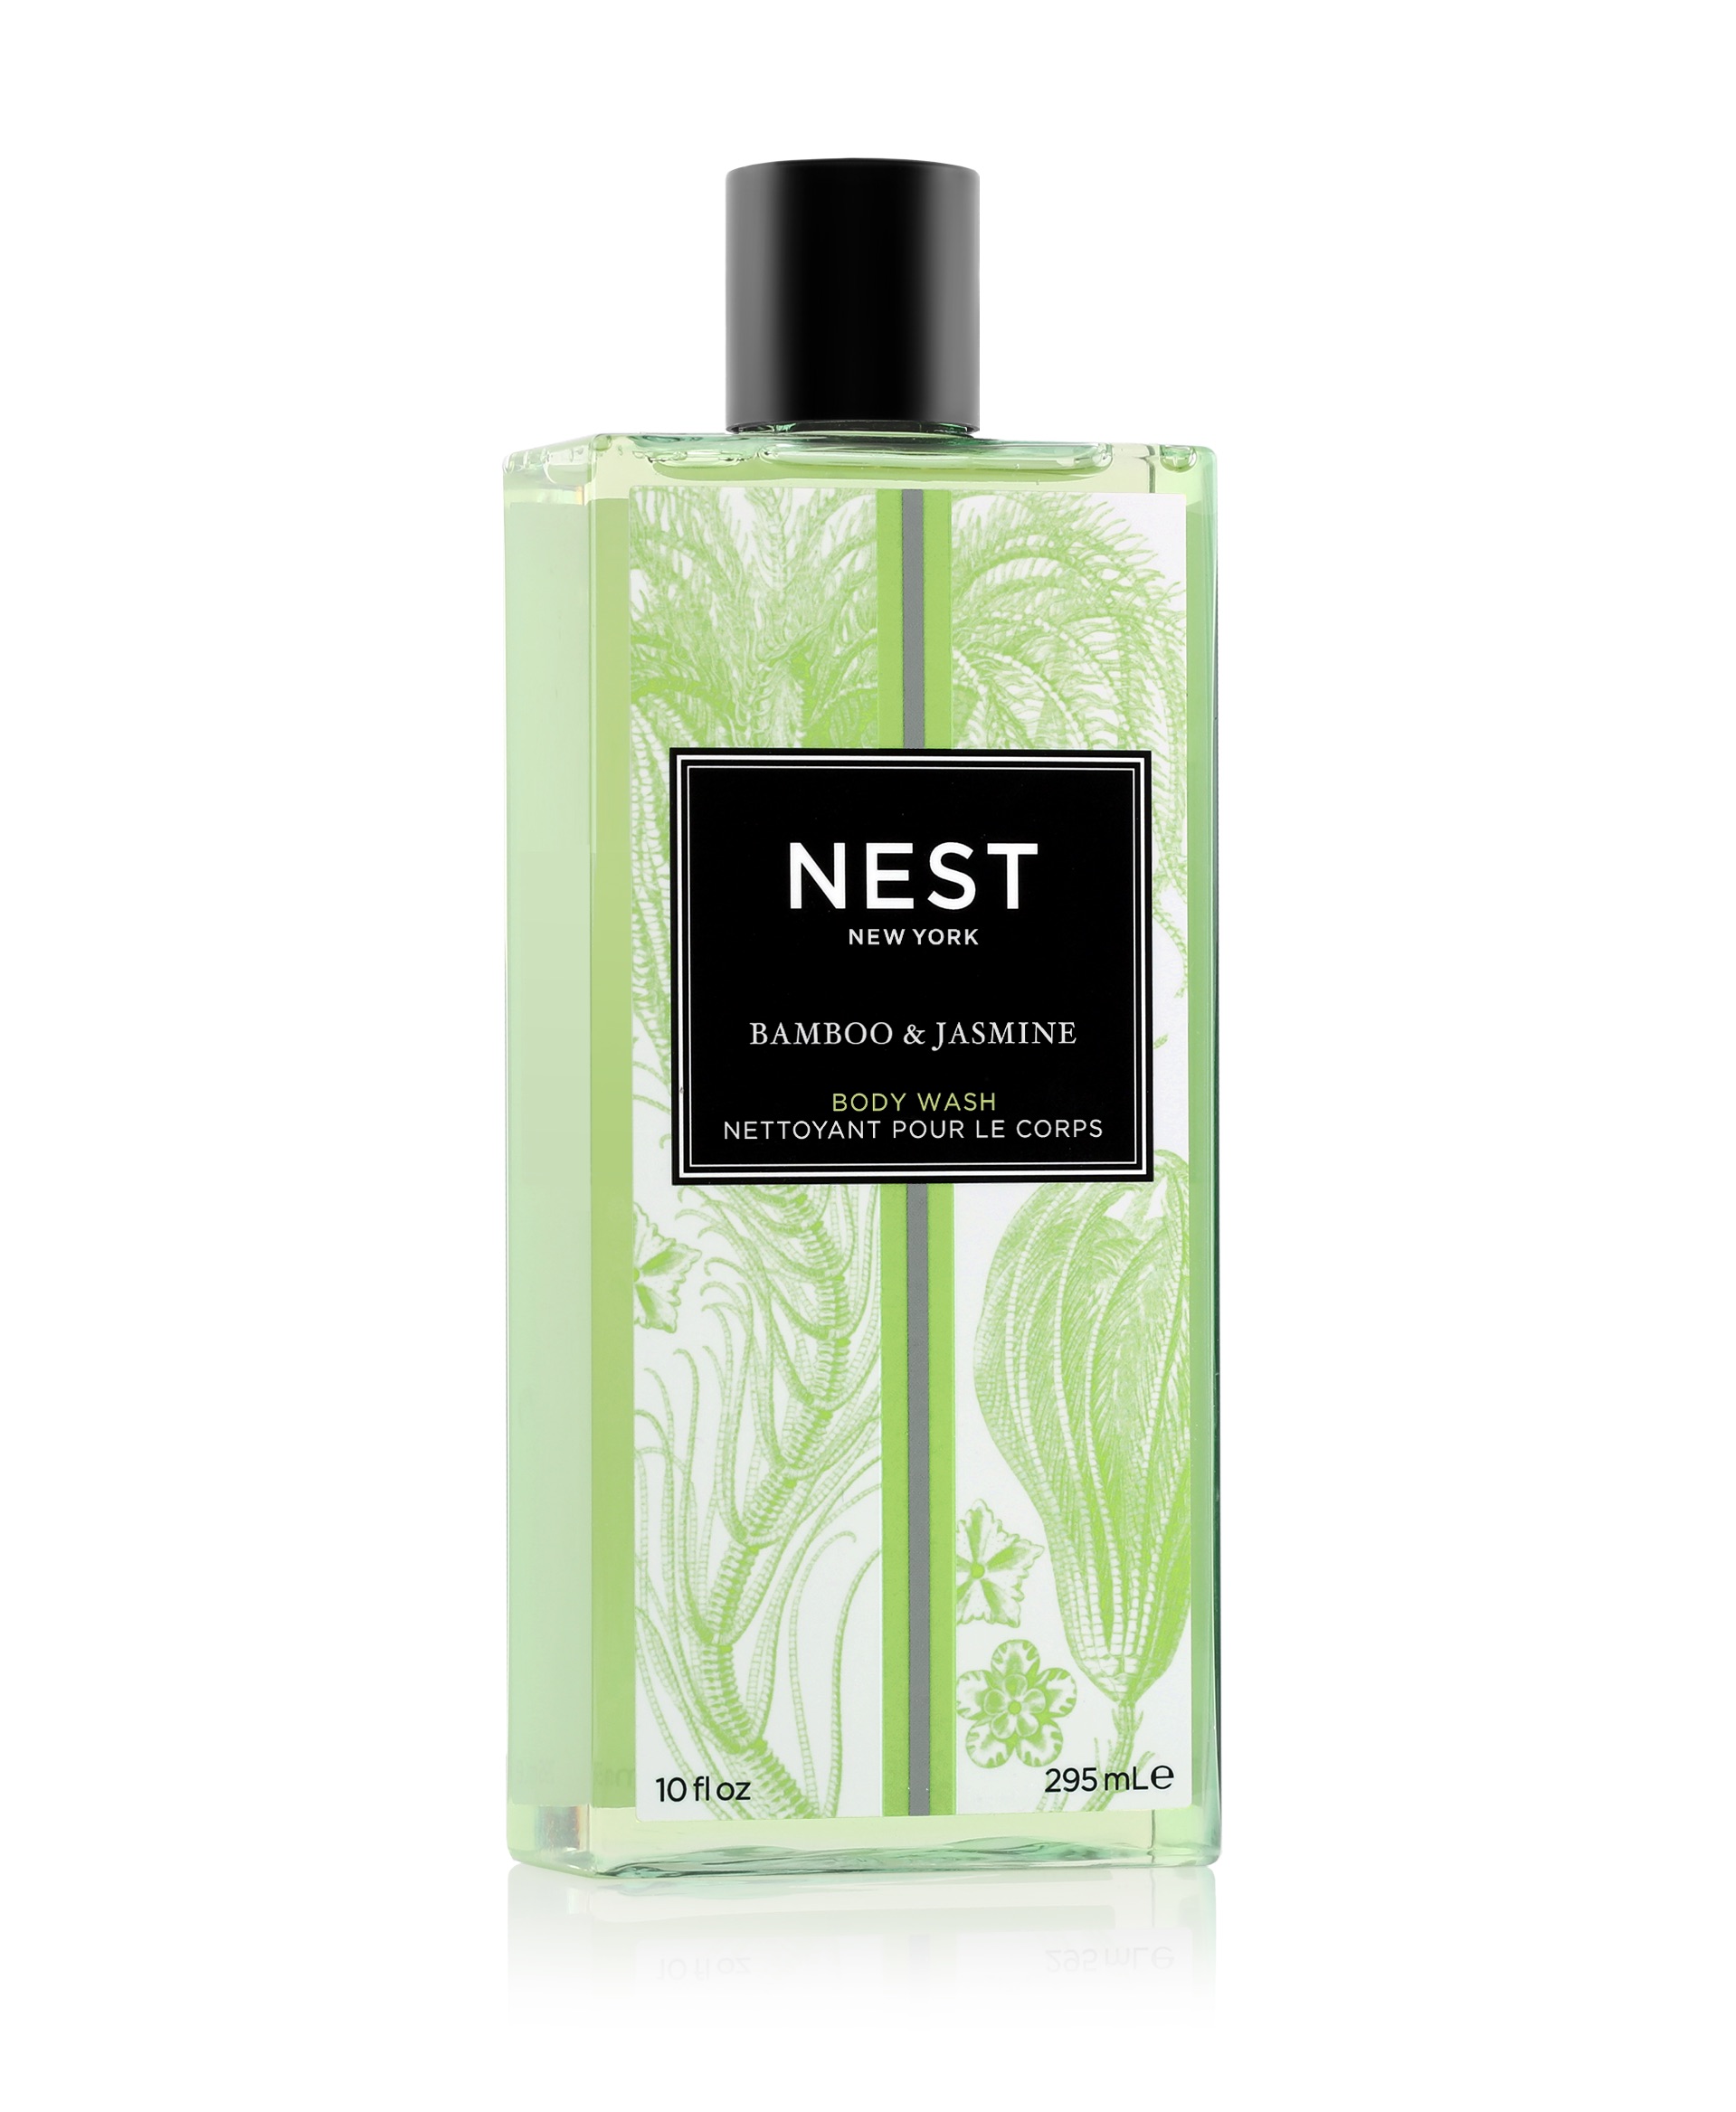 NEST
NEW YORK
BAMBOO & JASMINE
BODY WASH
NETTOYANT POUR LE CORPS
10 fl oz
295 mL e